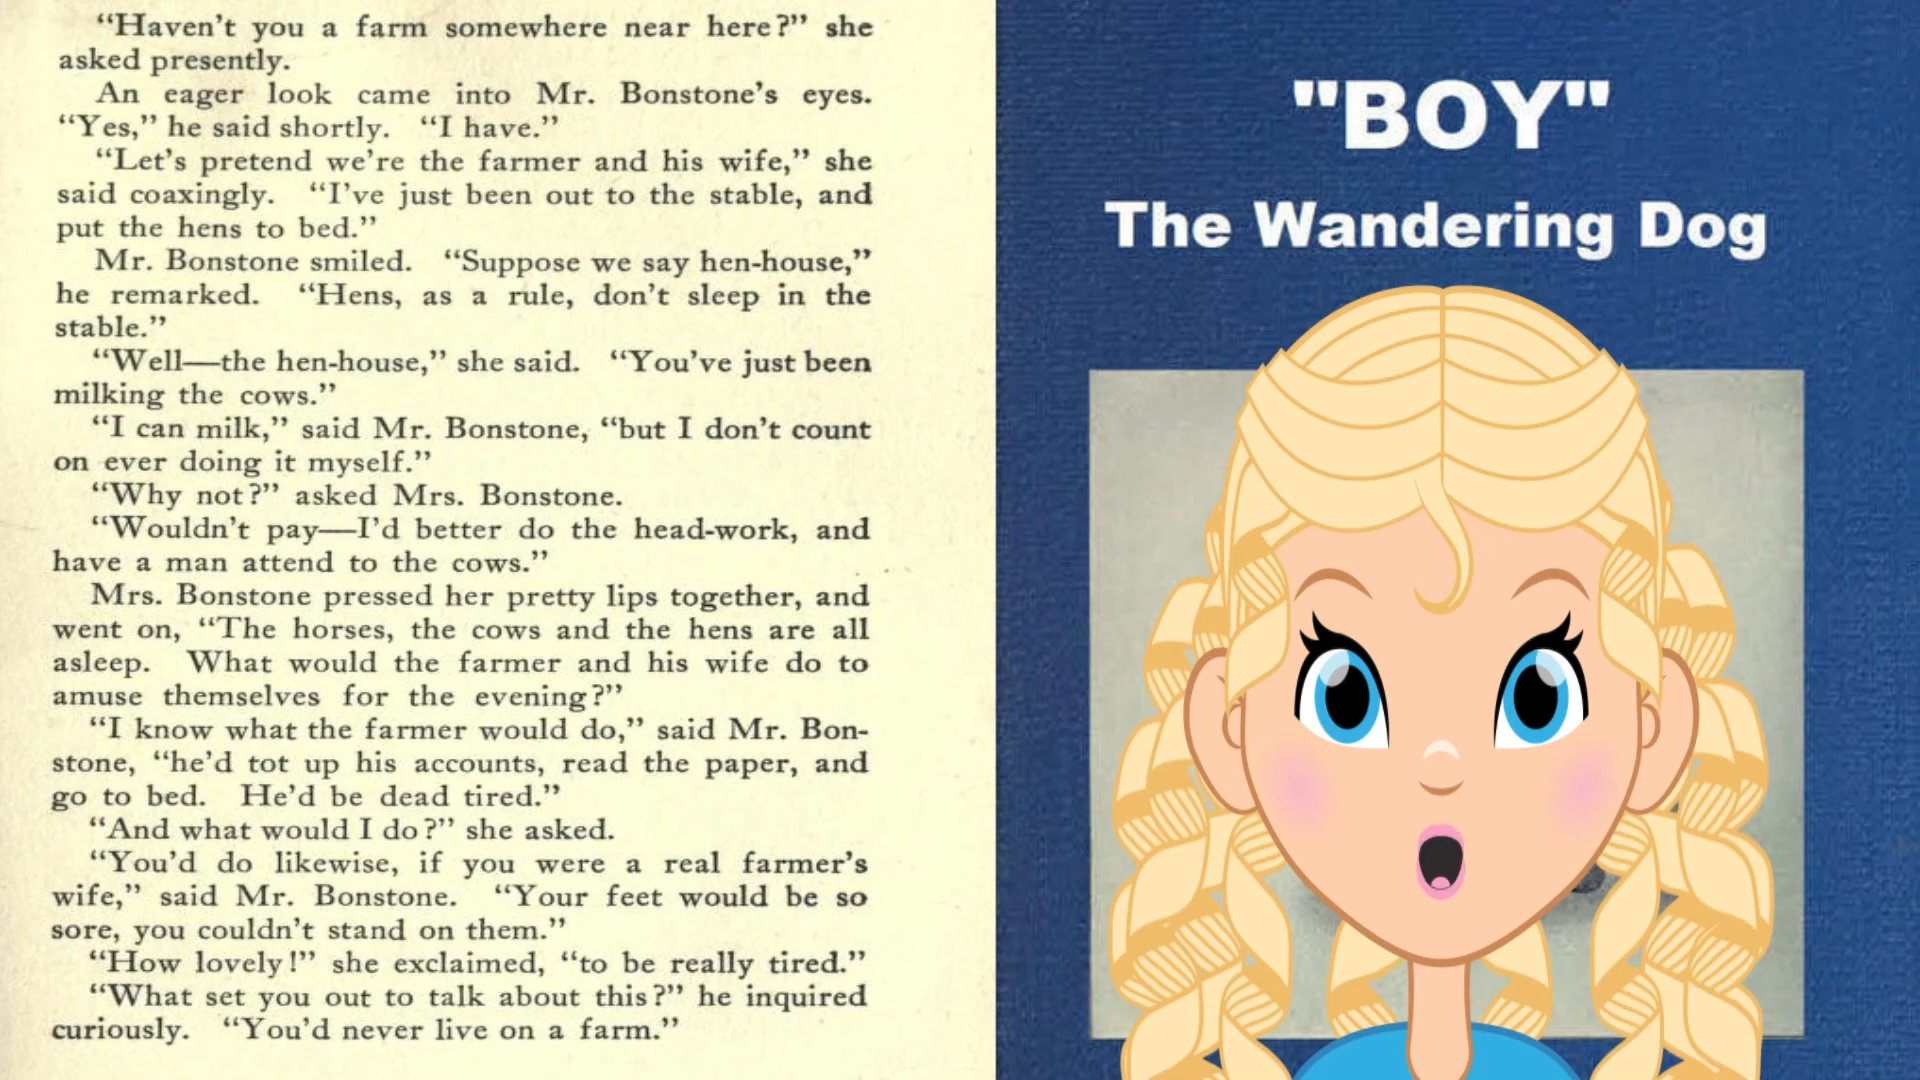 “Haven’t you a farm somewhere near here?” she
asked presently.
An eager look came into Mr. Bonstone’s eyes.
“Yes,” he said shortly. “I have.”
“Let’s pretend we’re the farmer and his wife,” she
said coaxingly. “I’ve just been out to the stable, and
put the hens to bed.”
Mr. Bonstone smiled. “Suppose we say hen-house,”
he remarked. “Hens, as a rule, don’t sleep in the
stable.”
“Well—the hen-house,” she said. “You’ve just been
milking the cows.”
“I can milk,” said Mr. Bonstone, “but I don’t count
on ever doing it myself.”
“Why not?” asked Mrs. Bonstone.
“Wouldn’t pay—I’d better do the head-work, and
have a man attend to the cows.”
Mrs. Bonstone pressed her pretty lips together, and
went on, “The horses, the cows and the hens are all
asleep. What would the farmer and his wife do to
amuse themselves for the evening?”
“I know what the farmer would do,” said Mr. Bon-
stone, “he’d tot up his accounts, read the paper, and
go to bed. He’d be dead tired.”
“And what would I do?” she asked.
“You’d do likewise, if you were a real farmer’s
wife,” said Mr. Bonstone. “Your feet would be so
sore, you couldn’t stand on them.”
“How lovely!” she exclaimed, “to be really tired.”
“What set you out to talk about this?” he inquired
curiously. “You’d never live on a farm.”
"BOY"
The Wandering Dog